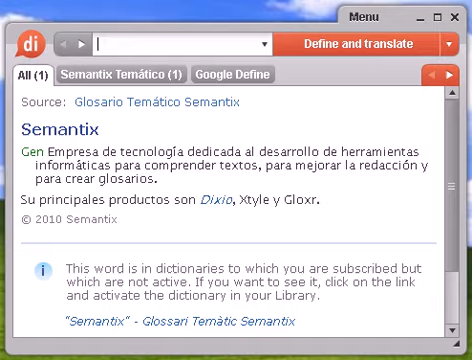 Menu
di
Define and translate
All (1)
Semantix Temático (1)
Google Define
Source: Glosario Temático Semantix
Semantix
Gen Empresa de tecnología dedicada al desarrollo de herramientas
informáticas para comprender textos, para mejorar la redacción y
para crear glosarios.
Su principales productos son Dixio, Xtyle y Gloxr.
© 2010 Semantix
i
This word is in dictionaries to which you are subscribed but
which are not active. If you want to see it, click on the link
and activate the dictionary in your Library.
"Semantix" - Glossari Temàtic Semantix